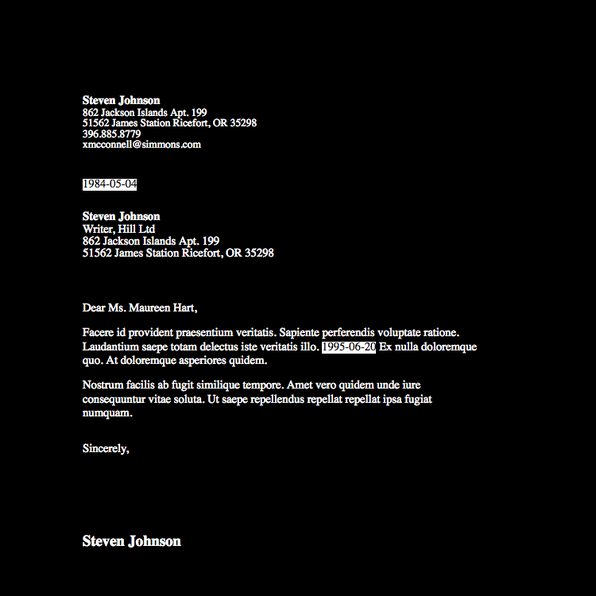 Steven Johnson
862 Jackson Islands Apt. 199
51562 James Station Ricefort, OR 35298
396.885.8779
xmcconnell@simmons.com
1984-05-04
Steven Johnson
Writer, Hill Ltd
862 Jackson Islands Apt. 199
51562 James Station Ricefort, OR 35298
Dear Ms. Maureen Hart,
Facere id provident praesentium veritatis. Sapiente perferendis voluptate ratione.
Laudantium saepe totam delectus iste veritatis illo. 1995-06-20 Ex nulla doloremque
quo. At doloremque asperiores quidem.
Nostrum facilis ab fugit similique tempore. Amet vero quidem unde iure
consequuntur vitae soluta. Ut saepe repellendus repellat repellat ipsa fugiat
numquam.
Sincerely,
Steven Johnson